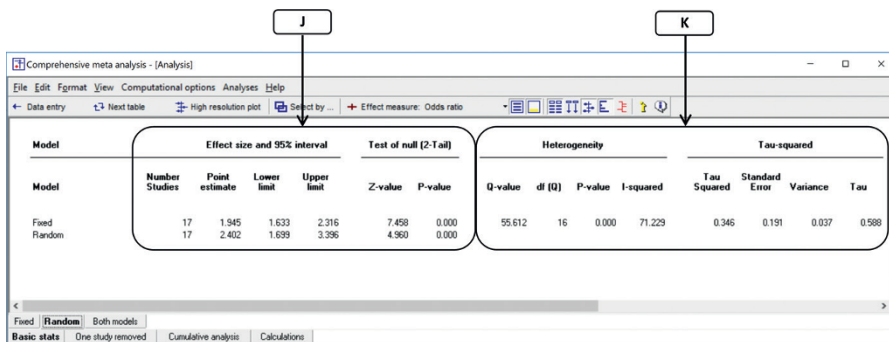 J K
Comprehensive meta analysis - [Analysis]
File Edit Format View Computational options Analyses Help
← Data entry Next table High resolution plot Select by ... + Effect measure: Odds ratio
Model Effect size and 95% interval Test of null (2-Tail) Heterogeneity Tau-squared
Model Number Studies Point estimate Lower limit Upper limit Z-value P-value Q-value df (Q) P-value I-squared Tau Squared Standard Error Variance Tau
Fixed 17 1.945 1.633 2.316 7.458 0.000 55.612 16 0.000 71.229 0.346 0.191 0.037 0.588
Random 17 2.402 1.699 3.396 4.960 0.000
Fixed Random Both models
Basic stats One study removed Cumulative analysis Calculations